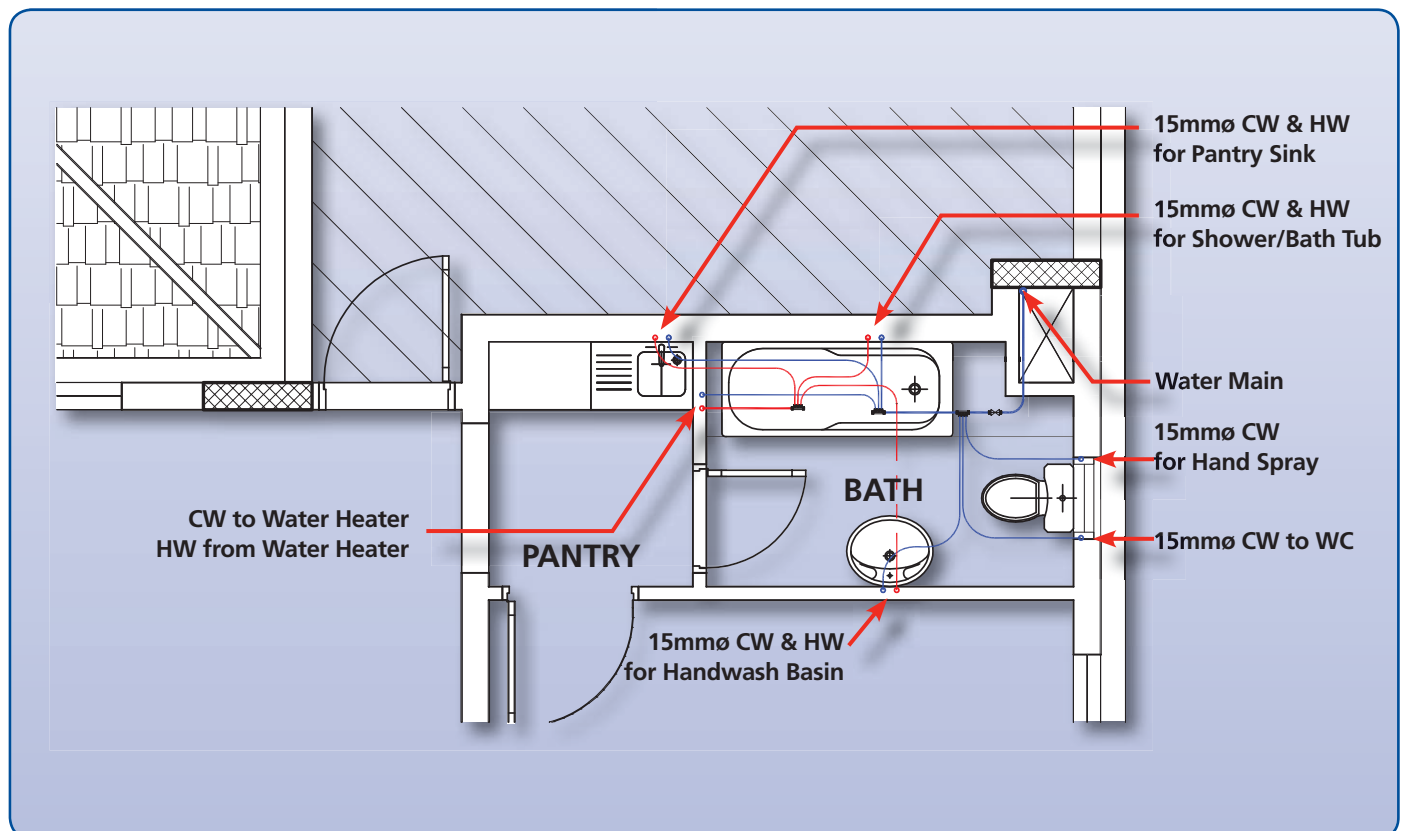 15mmø CW & HW
for Pantry Sink
15mmø CW & HW
for Shower/Bath Tub
Water Main
15mmø CW
for Hand Spray
BATH
CW to Water Heater
HW from Water Heater
PANTRY
15mmø CW to WC
15mmø CW & HW
for Handwash Basin